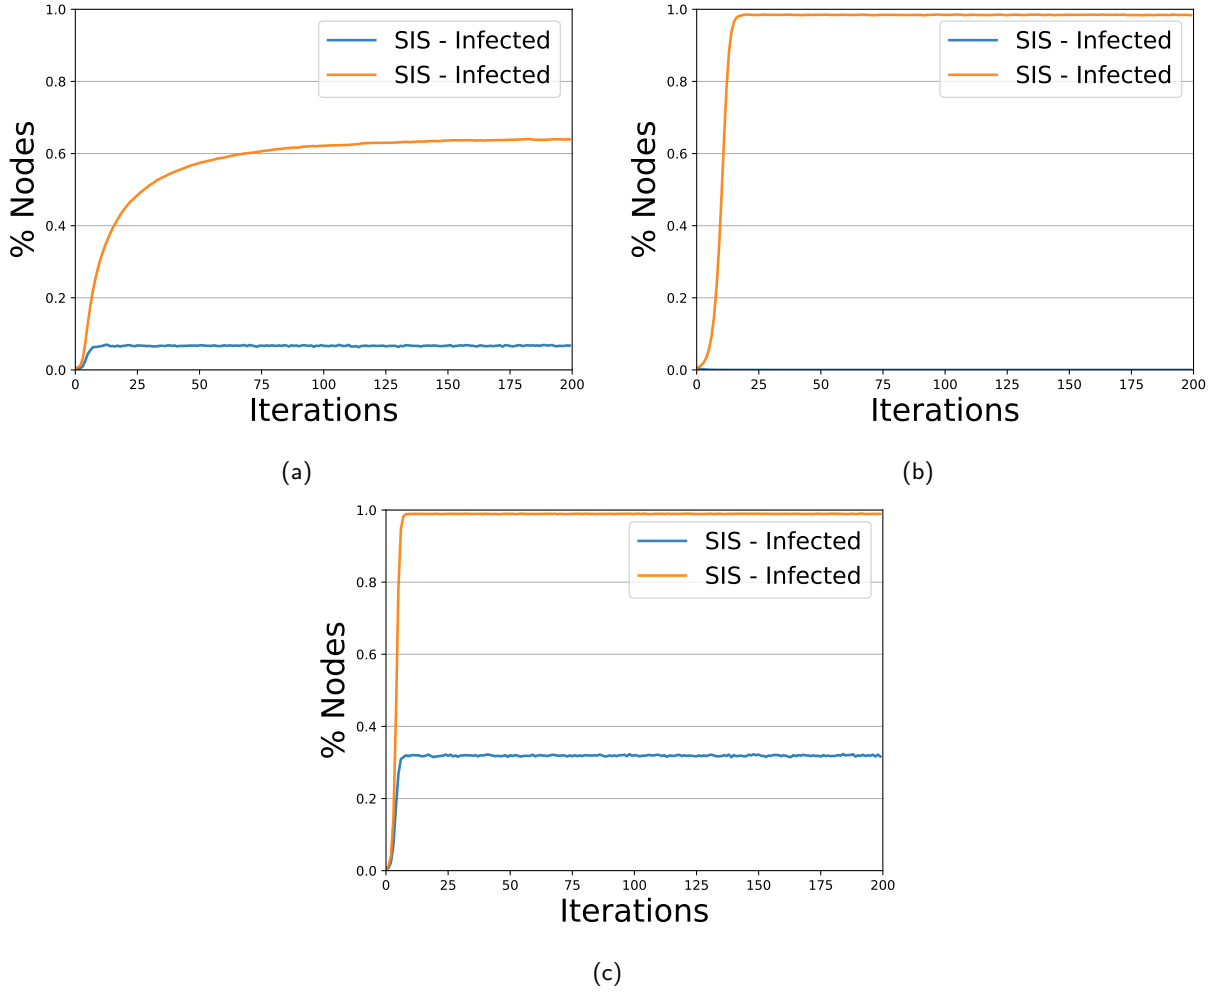 1.0
0.8
0.6
0.4
0.2
0.0
% Nodes
SIS - Infected
SIS - Infected
0 25 50 75 100 125 150 175 200
Iterations
(a)
1.0
0.8
0.6
0.4
0.2
0.0
% Nodes
SIS - Infected
SIS - Infected
0 25 50 75 100 125 150 175 200
Iterations
(b)
1.0
0.8
0.6
0.4
0.2
0.0
% Nodes
SIS - Infected
SIS - Infected
0 25 50 75 100 125 150 175 200
Iterations
(c)